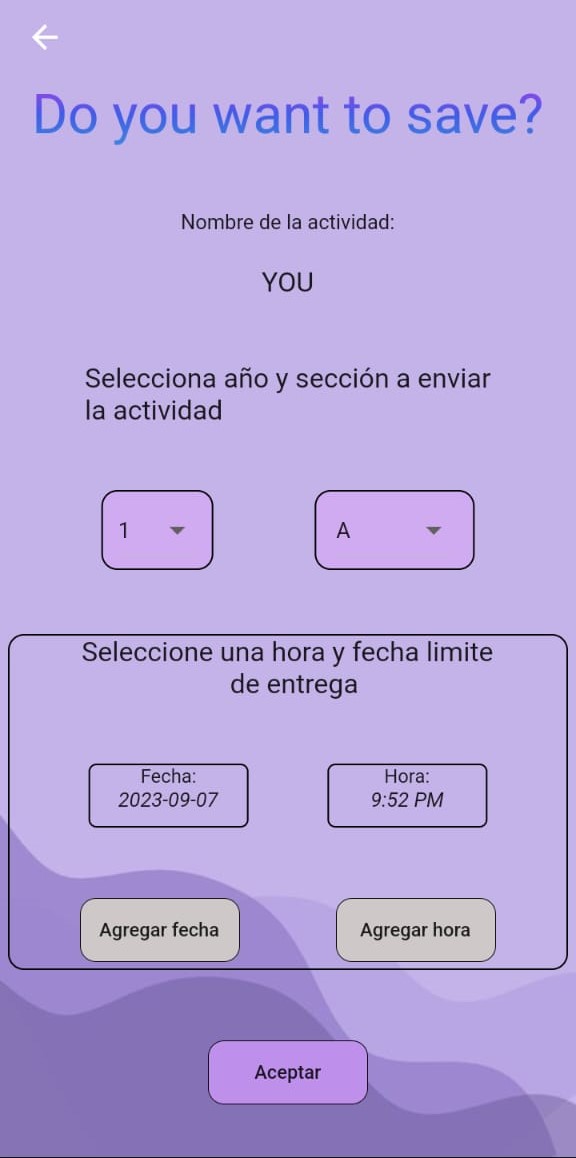 Do you want to save?
Nombre de la actividad:
YOU
Selecciona año y sección a enviar
la actividad
1
A
Seleccione una hora y fecha limite
de entrega
Fecha:
2023-09-07
Hora:
9:52 PM
Agregar fecha
Agregar hora
Aceptar